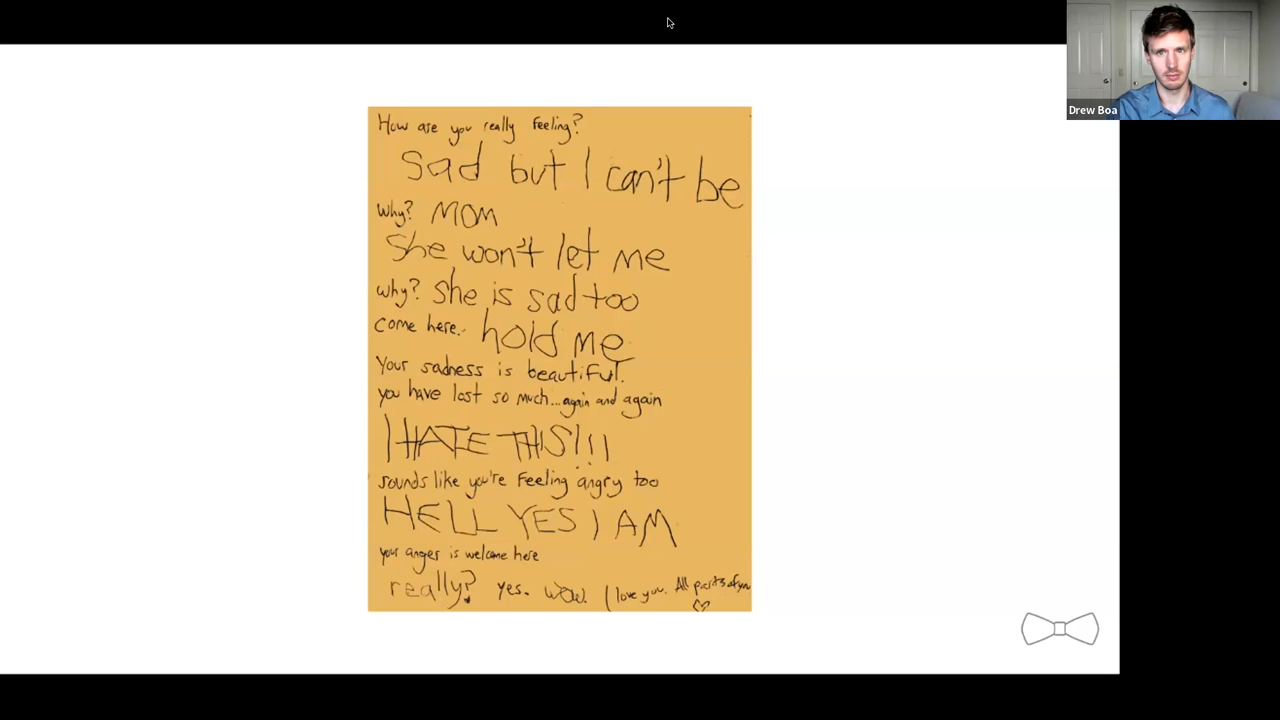 Drew Boa
How are you really feeling?
Sad but I can't be
why? MOM
She won't let me
why? She is sad too
come here. hold me
Your sadness is beautiful.
you have lost so much...again and again
I HATE THIS!!!
sounds like you're feeling angry too
HELL YES I AM
your anger is welcome here
really? yes. wow. I love you. All parts of you